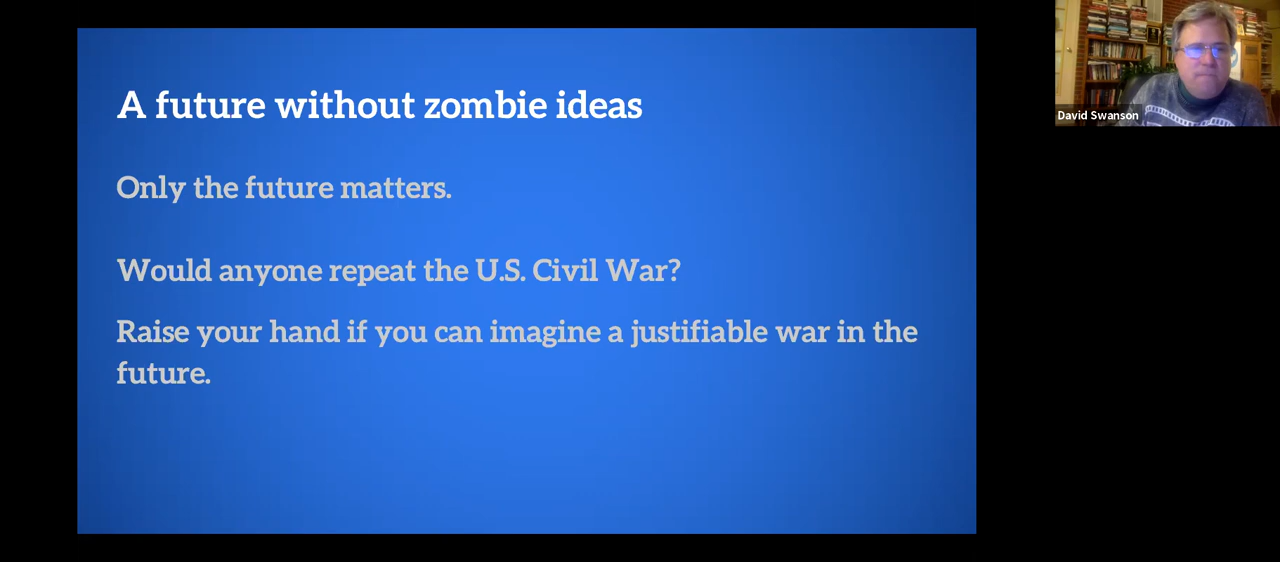 A future without zombie ideas
Only the future matters.
Would anyone repeat the U.S. Civil War?
Raise your hand if you can imagine a justifiable war in the
future.
David Swanson